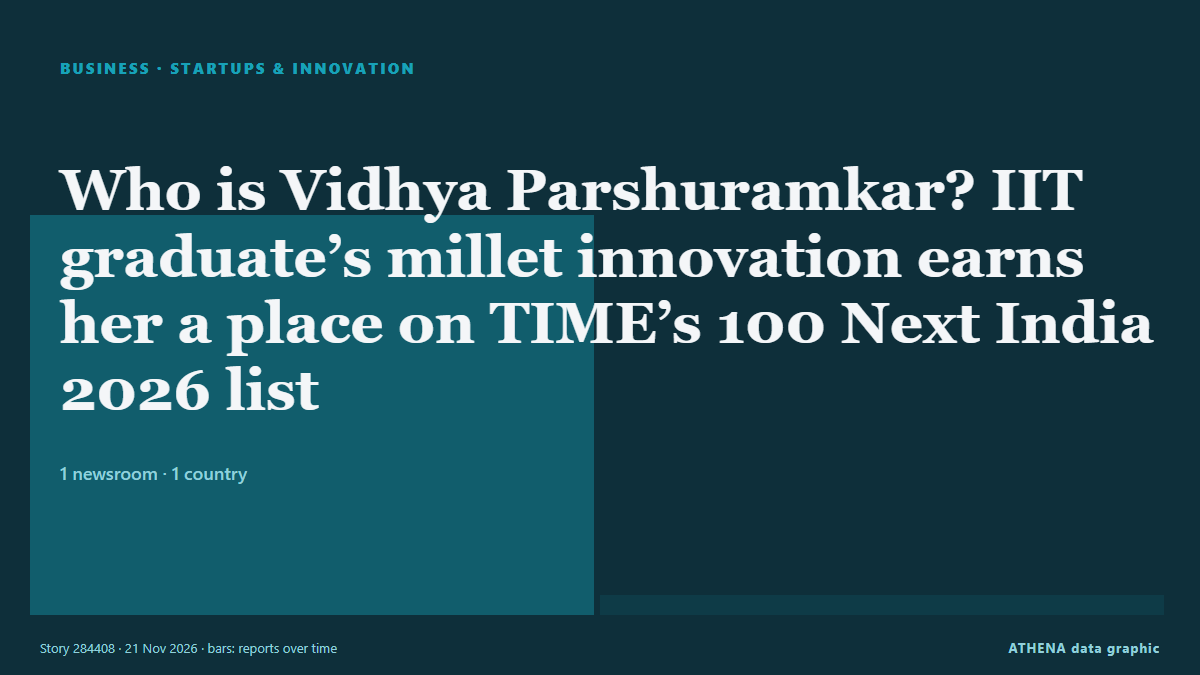 BUSINESS · STARTUPS & INNOVATION
Who is Vidhya Parshuramkar? IIT
graduate’s millet innovation earns
her a place on TIME’s 100 Next India
2026 list
1 newsroom · 1 country
Story 284408 · 21 Nov 2026 · bars: reports over time
ATHENA data graphic